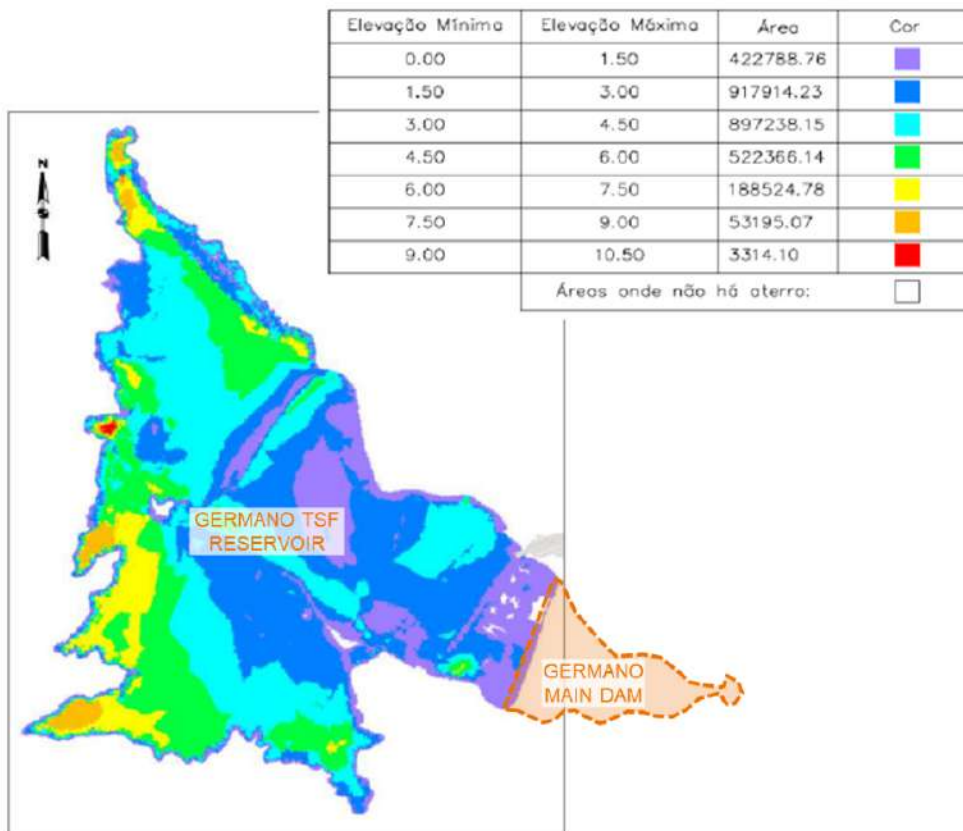 Elevação Mínima Elevação Máxima Área Cor
0.00 1.50 422788.76
1.50 3.00 917914.23
3.00 4.50 897238.15
4.50 6.00 522366.14
6.00 7.50 188524.78
7.50 9.00 53195.07
9.00 10.50 3314.10
Áreas onde não há aterro:
N
GERMANO TSF
RESERVOIR
GERMANO
MAIN DAM